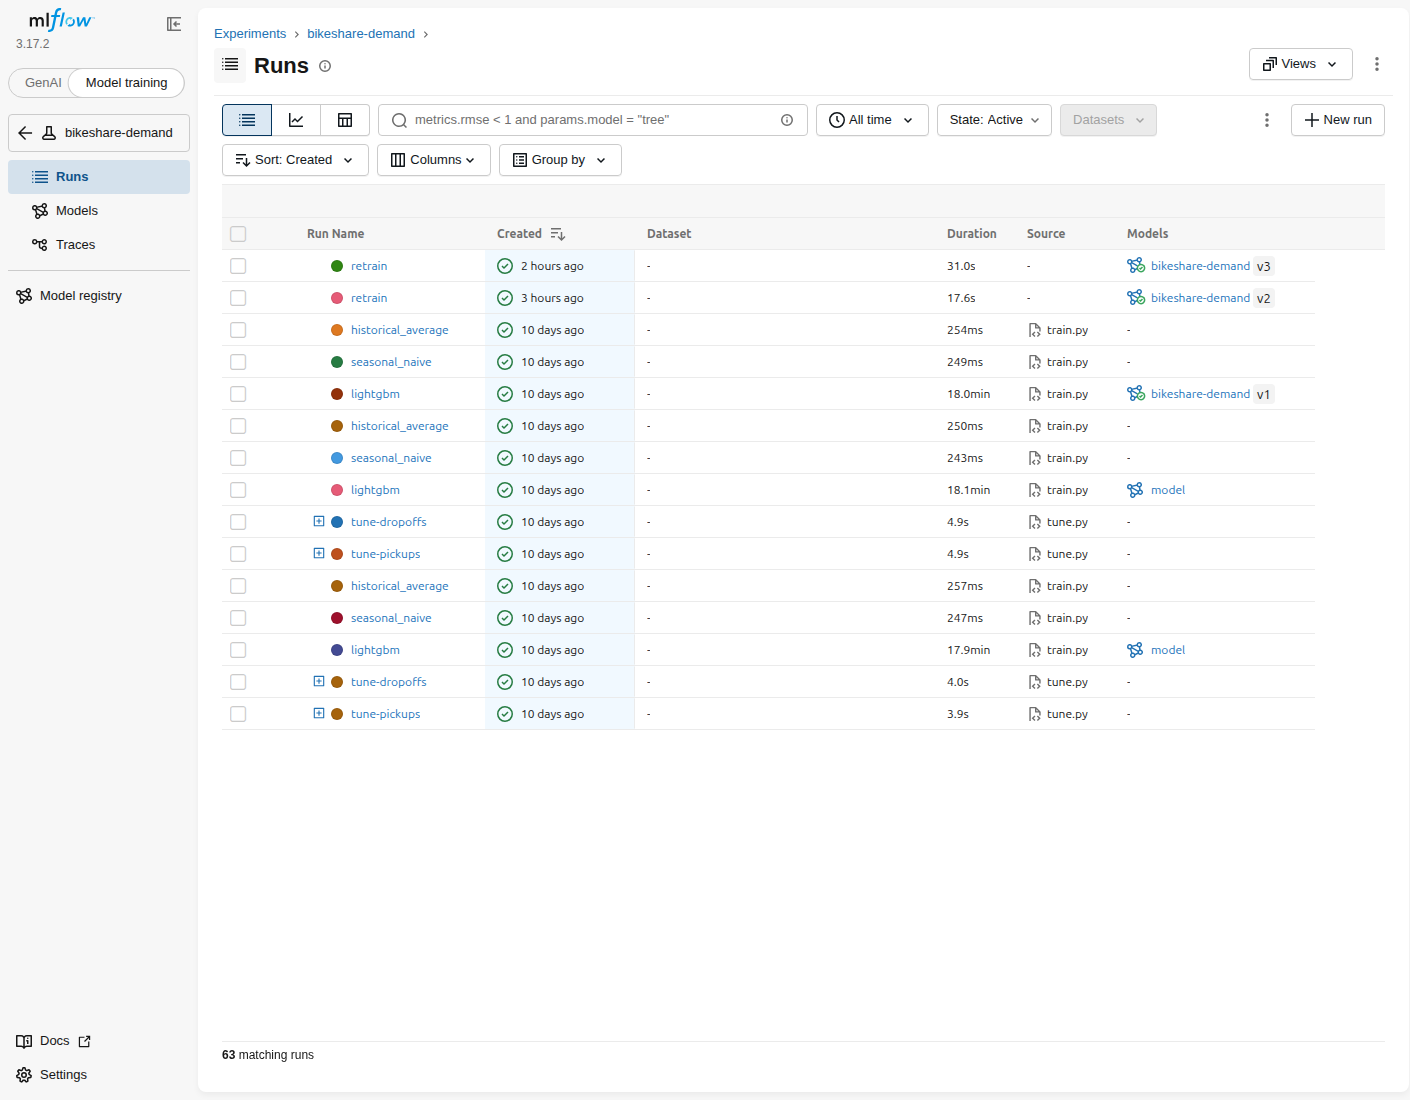 mlflow
3.17.2
GenAI Model training
bikeshare-demand
Runs
Models
Traces
Model registry
Docs
Settings
Experiments › bikeshare-demand ›
Runs
Views
metrics.rmse < 1 and params.model = "tree"
All time
State: Active
Datasets
New run
Sort: Created
Columns
Group by
Run Name Created Dataset Duration Source Models
retrain 2 hours ago - 31.0s - bikeshare-demand v3
retrain 3 hours ago - 17.6s - bikeshare-demand v2
historical_average 10 days ago - 254ms train.py -
seasonal_naive 10 days ago - 249ms train.py -
lightgbm 10 days ago - 18.0min train.py bikeshare-demand v1
historical_average 10 days ago - 250ms train.py -
seasonal_naive 10 days ago - 243ms train.py -
lightgbm 10 days ago - 18.1min train.py model
tune-dropoffs 10 days ago - 4.9s tune.py -
tune-pickups 10 days ago - 4.9s tune.py -
historical_average 10 days ago - 257ms train.py -
seasonal_naive 10 days ago - 247ms train.py -
lightgbm 10 days ago - 17.9min train.py model
tune-dropoffs 10 days ago - 4.0s tune.py -
tune-pickups 10 days ago - 3.9s tune.py -
63 matching runs